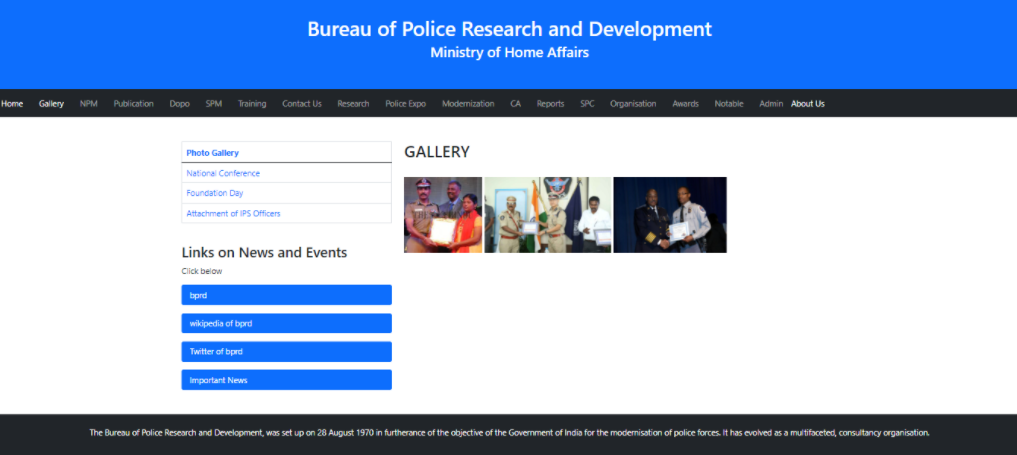 Bureau of Police Research and Development
Ministry of Home Affairs
Home Gallery NPM Publication Dopo SPM Training Contact Us Research Police Expo Modernization CA Reports SPC Organisation Awards Notable Admin About Us
Photo Gallery
National Conference
Foundation Day
Attachment of IPS Officers
GALLERY
Links on News and Events
Click below
bprd
wikipedia of bprd
Twitter of bprd
Important News
The Bureau of Police Research and Development, was set up on 28 August 1970 in furtherance of the objective of the Government of India for the modernisation of police forces. It has evolved as a multifaceted, consultancy organisation.